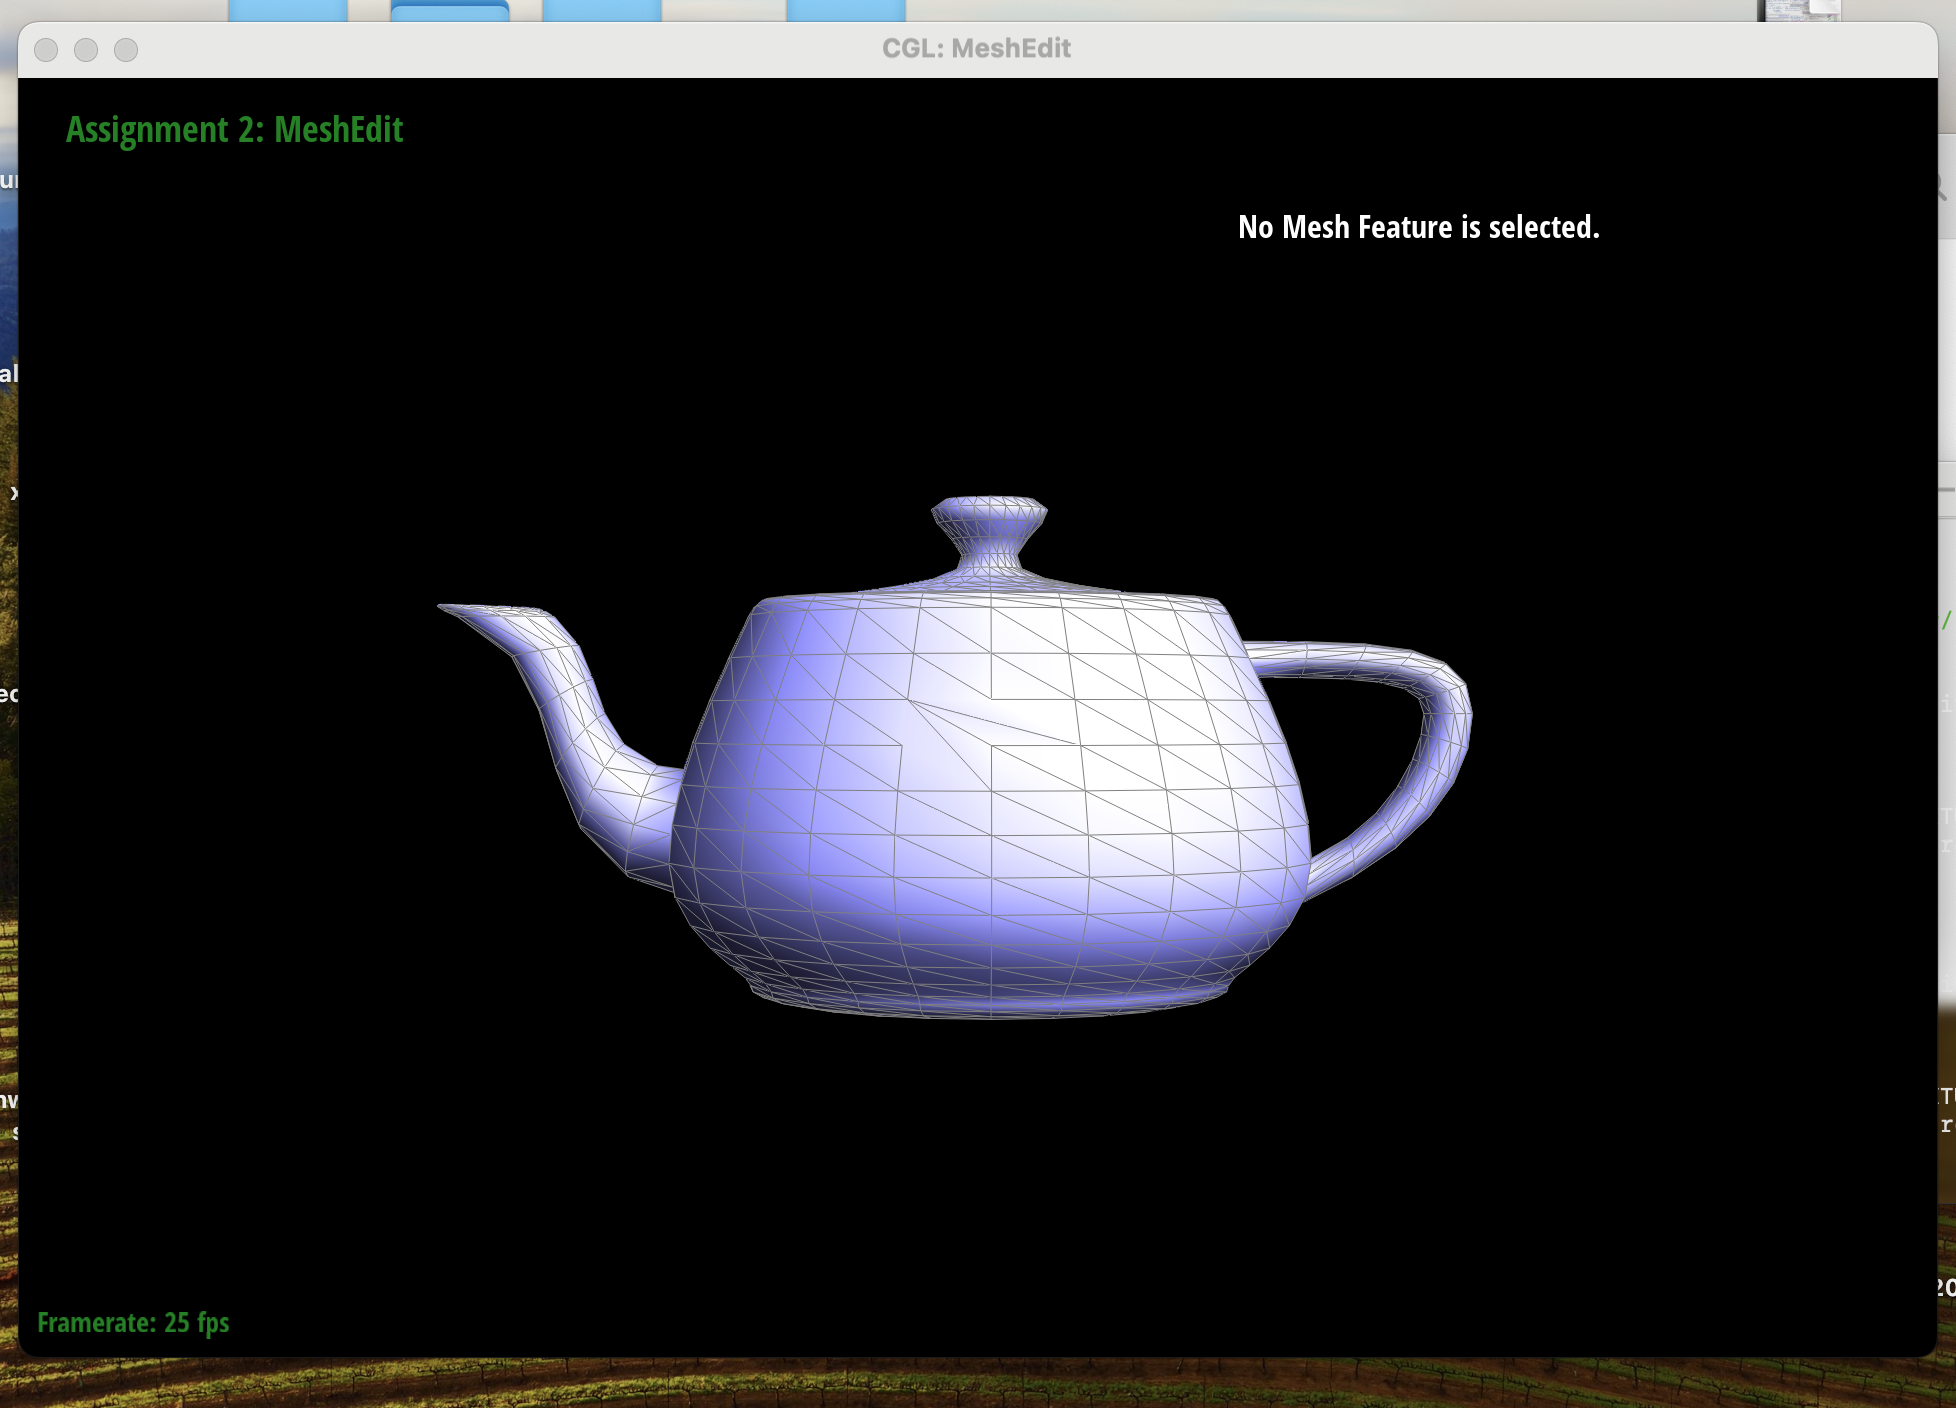 CGL: MeshEdit
Assignment 2: MeshEdit
No Mesh Feature is selected.
Framerate: 25 fps